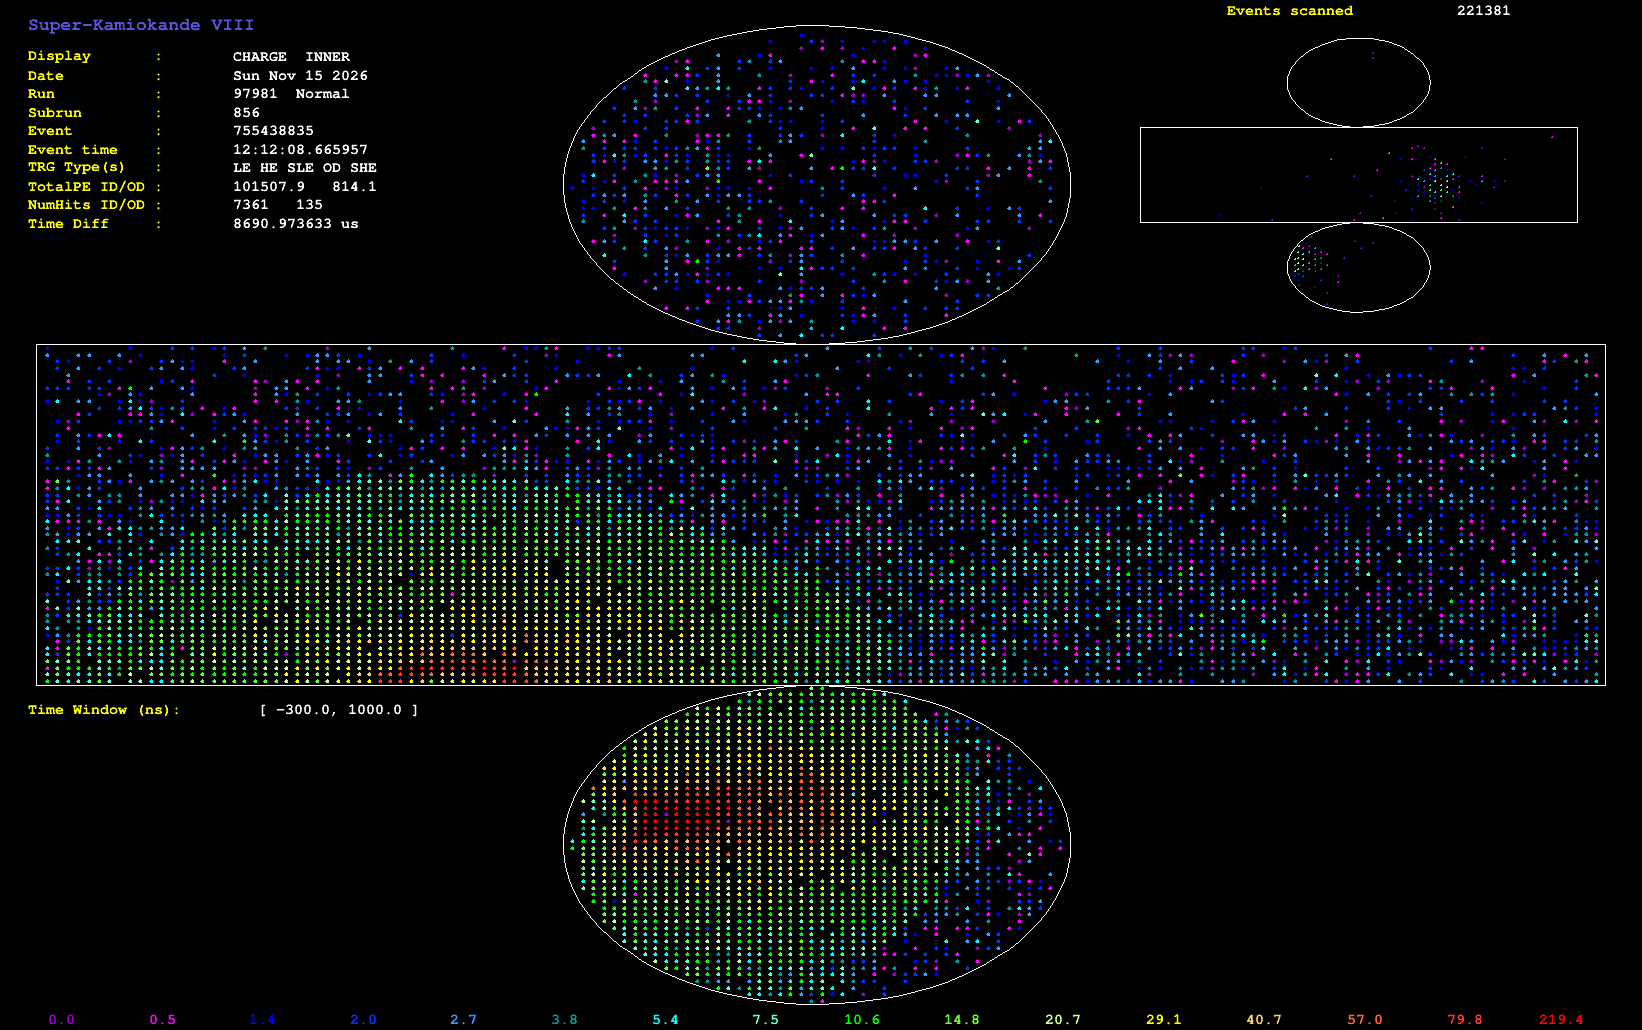 Super-Kamiokande VIII
Events scanned 221381
Display : CHARGE INNER
Date : Sun Nov 15 2026
Run : 97981 Normal
Subrun : 856
Event : 755438835
Event time : 12:12:08.665957
TRG Type(s) : LE HE SLE OD SHE
TotalPE ID/OD : 101507.9 814.1
NumHits ID/OD : 7361 135
Time Diff : 8690.973633 us
Time Window (ns): [ -300.0, 1000.0 ]
0.0 0.5 1.4 2.0 2.7 3.8 5.4 7.5 10.6 14.8 20.7 29.1 40.7 57.0 79.8 219.4